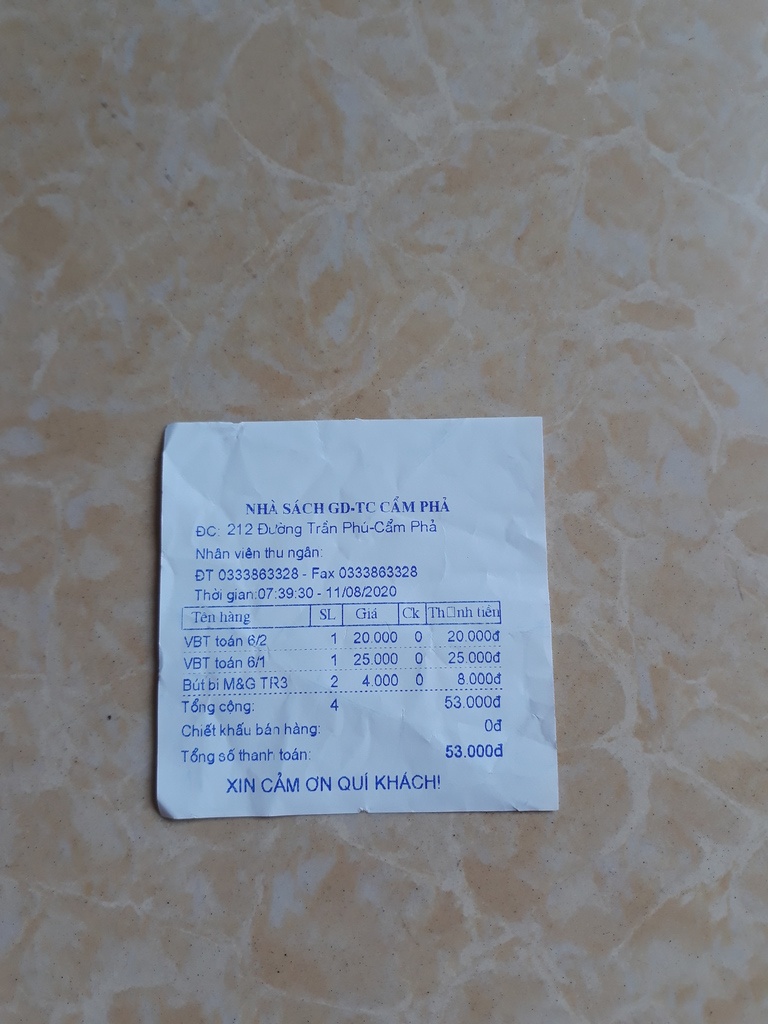 NHÀ SÁCH GD-TC CẨM PHẢ
ĐC: 212 Đường Trần Phú-Cẩm Phả
Nhân viên thu ngân:
ĐT 0333863328 - Fax 0333863328
Thời gian:07:39:30 - 11/08/2020
Tên hàng SL Giá Ck Th□nh tiền
VBT toán 6/2 1 20.000 0 20.000đ
VBT toán 6/1 1 25.000 0 25.000đ
Bút bi M&G TR3 2 4.000 0 8.000đ
Tổng cộng: 4 53.000đ
Chiết khấu bán hàng: 0đ
Tổng số thanh toán: 53.000đ
XIN CẢM ƠN QUÍ KHÁCH!